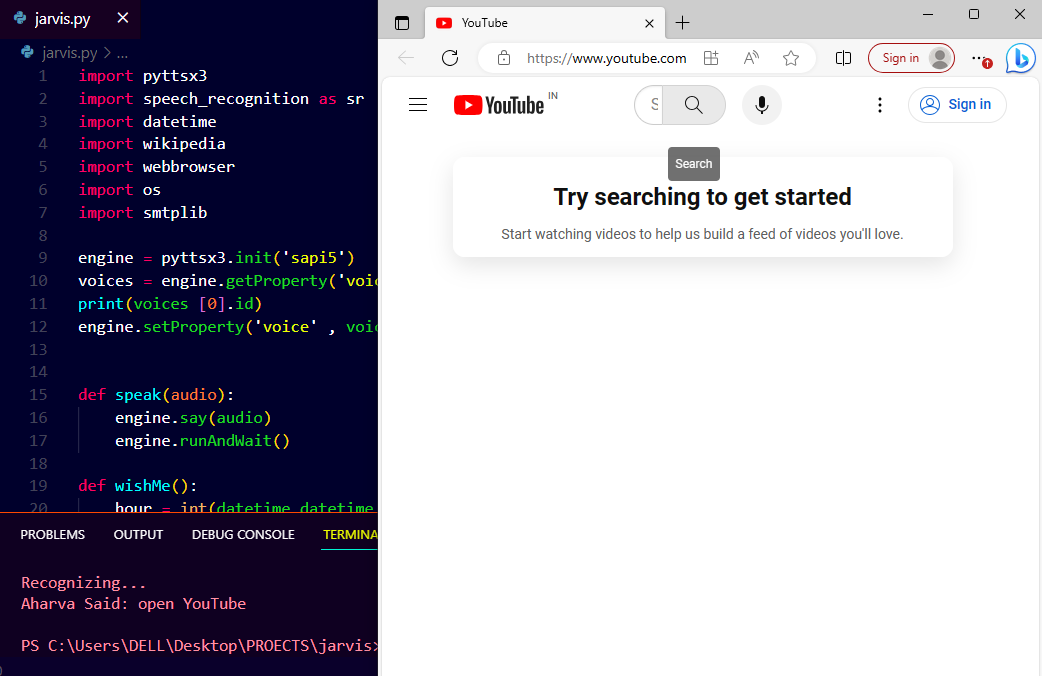 jarvis.py
jarvis.py > ...
1 import pyttsx3
2 import speech_recognition as sr
3 import datetime
4 import wikipedia
5 import webbrowser
6 import os
7 import smtplib
8
9 engine = pyttsx3.init('sapi5')
10 voices = engine.getProperty('voic
11 print(voices [0].id)
12 engine.setProperty('voice' , voic
13
14
15 def speak(audio):
16 engine.say(audio)
17 engine.runAndWait()
18
19 def wishMe():
20 hour = int(datetime.datetime
PROBLEMS OUTPUT DEBUG CONSOLE TERMINA
Recognizing...
Aharva Said: open YouTube
PS C:\Users\DELL\Desktop\PROECTS\jarvis>
YouTube
https://www.youtube.com
Sign in
YouTube IN
S
Sign in
Search
Try searching to get started
Start watching videos to help us build a feed of videos you'll love.